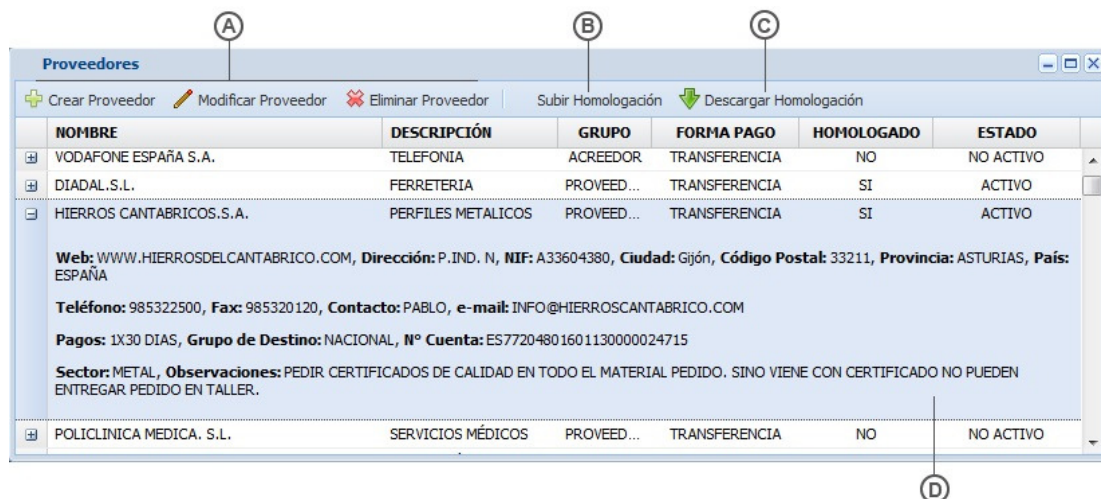 A B C
Proveedores
Crear Proveedor Modificar Proveedor Eliminar Proveedor Subir Homologación Descargar Homologación
NOMBRE DESCRIPCIÓN GRUPO FORMA PAGO HOMOLOGADO ESTADO
VODAFONE ESPAñA S.A. TELEFONIA ACREEDOR TRANSFERENCIA NO NO ACTIVO
DIADAL.S.L. FERRETERIA PROVEED... TRANSFERENCIA SI ACTIVO
HIERROS CANTABRICOS.S.A. PERFILES METALICOS PROVEED... TRANSFERENCIA SI ACTIVO
Web: WWW.HIERROSDELCANTABRICO.COM, Dirección: P.IND. N, NIF: A33604380, Ciudad: Gijón, Código Postal: 33211, Provincia: ASTURIAS, País:
ESPAÑA
Teléfono: 985322500, Fax: 985320120, Contacto: PABLO, e-mail: INFO@HIERROSCANTABRICO.COM
Pagos: 1X30 DIAS, Grupo de Destino: NACIONAL, Nº Cuenta: ES7720480160113000024715
Sector: METAL, Observaciones: PEDIR CERTIFICADOS DE CALIDAD EN TODO EL MATERIAL PEDIDO. SINO VIENE CON CERTIFICADO NO PUEDEN
ENTREGAR PEDIDO EN TALLER.
POLICLINICA MEDICA. S.L. SERVICIOS MÉDICOS PROVEED... TRANSFERENCIA NO NO ACTIVO
D